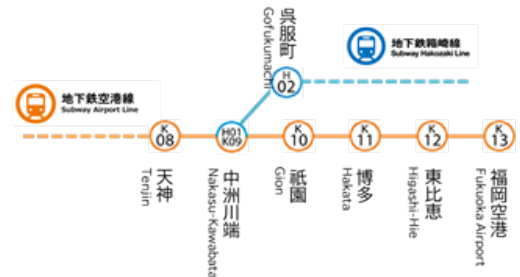 呉服町
Gofukumachi
地下鉄箱崎線
Subway Hakozaki Line
H
02
地下鉄空港線
Subway Airport Line
K
08
H01
K09
K
10
K
11
K
12
K
13
天神
Tenjin
中洲川端
Nakasu-Kawabata
祇園
Gion
博多
Hakata
東比恵
Higashi-Hie
福岡空港
Fukuoka Airport